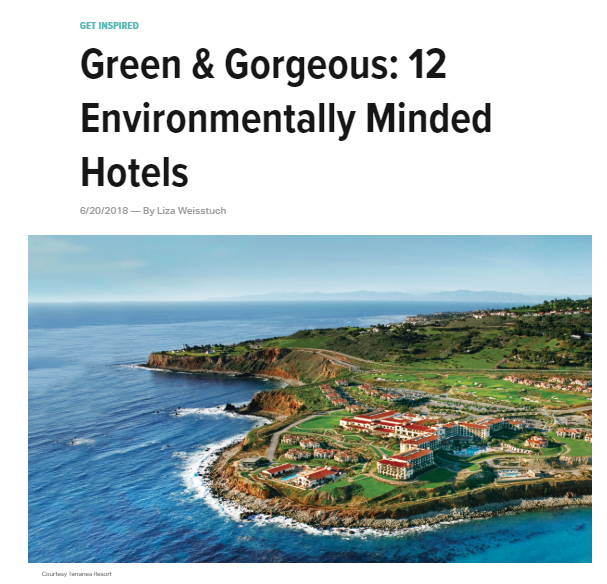 GET INSPIRED
Green & Gorgeous: 12
Environmentally Minded
Hotels
6/20/2018 — By Liza Weisstuch
Courtesy Terranea Resort